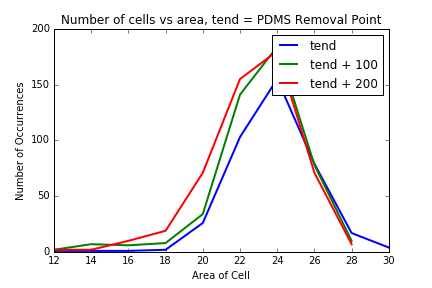 Number of cells vs area, tend = PDMS Removal Point
200
150
100
50
0
Number of Occurrences
tend
tend + 100
tend + 200
12 14 16 18 20 22 24 26 28 30
Area of Cell